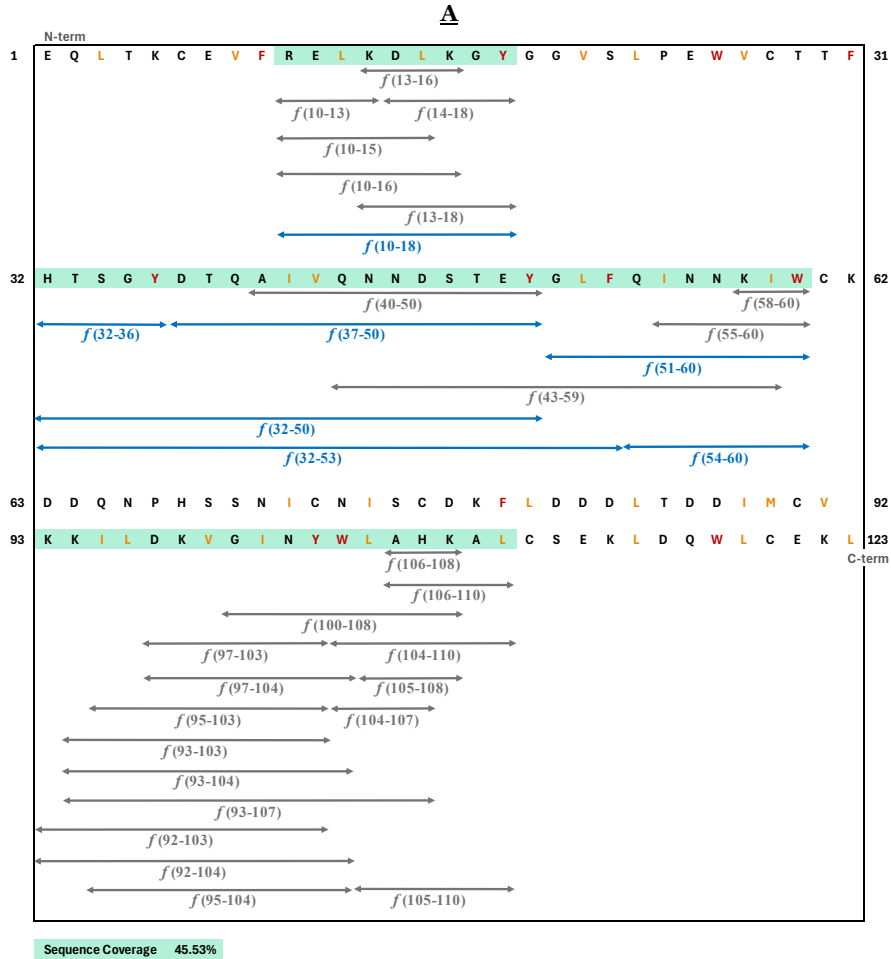 A
N-term
1 E Q L T K C E V F R E L K D L K G Y G G V S L P E W V C T T F 31
f(13-16)
f(10-13) f(14-18)
f(10-15)
f(10-16)
f(13-18)
f(10-18)
32 H T S G Y D T Q A I V Q N N D S T E Y G L F Q I N N K I W C K 62
f(40-50) f(58-60)
f(32-36) f(37-50) f(55-60)
f(51-60)
f(43-59)
f(32-50)
f(32-53) f(54-60)
63 D D Q N P H S S N I C N I S C D K F L D D D L T D D I M C V 92
93 K K I L D K V G I N Y W L A H K A L C S E K L D Q W L C E K L 123
C-term
f(106-108)
f(106-110)
f(100-108)
f(97-103) f(104-110)
f(97-104) f(105-108)
f(95-103) f(104-107)
f(93-103)
f(93-104)
f(93-107)
f(92-103)
f(92-104)
f(95-104) f(105-110)
Sequence Coverage 45.53%